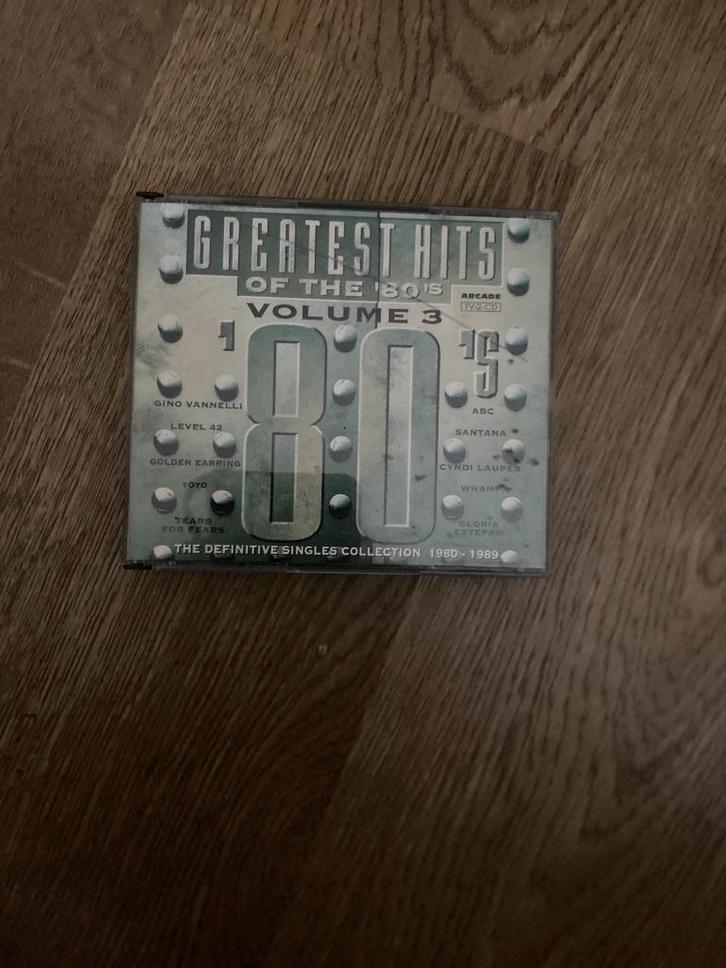 GREATEST HITS
OF THE '80'S
ARCADE
TV-2-CD
VOLUME 3
'80'S
GINO VANNELLI
LEVEL 42
GOLDEN EARRING
TOTO
TEARS
FOR FEARS
ABC
SANTANA
CYNDI LAUPER
WHAM!
GLORIA
ESTEFAN
THE DEFINITIVE SINGLES COLLECTION 1980 - 1989